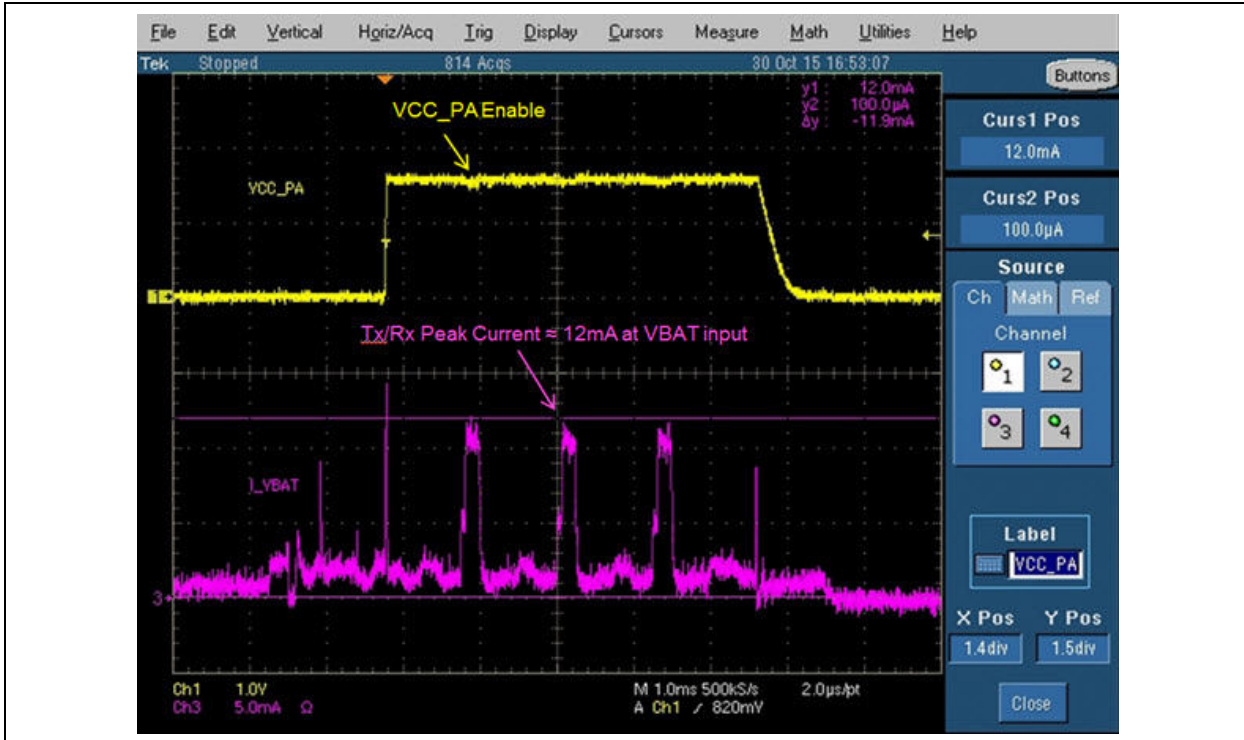 File Edit Vertical Horiz/Acq Trig Display Cursors Measure Math Utilities Help
Tek Stopped 814 Acqs 30 Oct 15 16:53:07
Buttons
y1 : 12.0mA
y2 : 100.0µA
Δy : -11.9mA
VCC_PA Enable
VCC_PA
Curs1 Pos
12.0mA
Curs2 Pos
100.0µA
Source
Ch Math Ref
Channel
1 2
3 4
Tx/Rx Peak Current ≈ 12mA at VBAT input
I_VBAT
3
Label
VCC_PA
X Pos Y Pos
1.4div 1.5div
Close
Ch1 1.0V M 1.0ms 500kS/s 2.0µs/pt
Ch3 5.0mA Ω A Ch1 ∕ 820mV